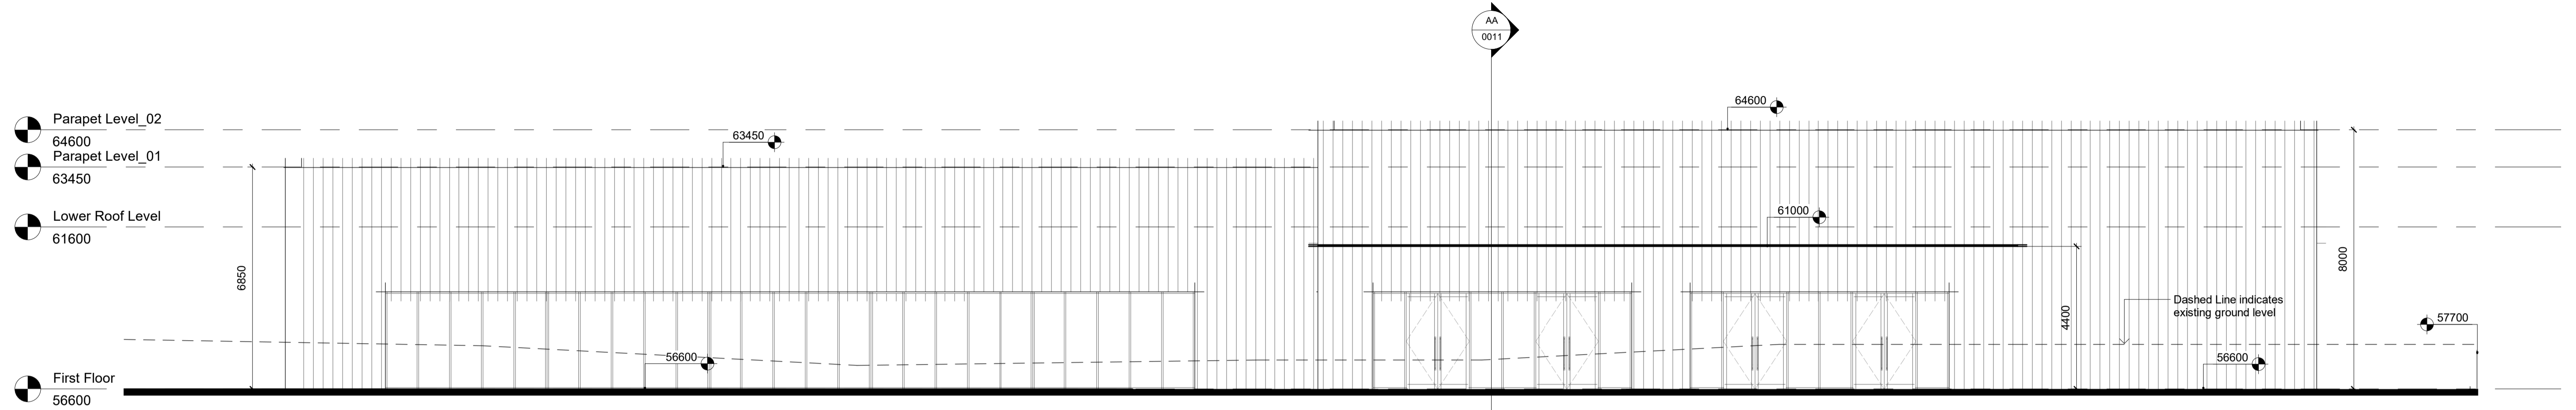 AA
0011
Parapet Level_02
64600
Parapet Level_01
63450
Lower Roof Level
61600
First Floor
56600
63450
64600
61000
6850
8000
4400
Dashed Line indicates
existing ground level
57700
56600
56600